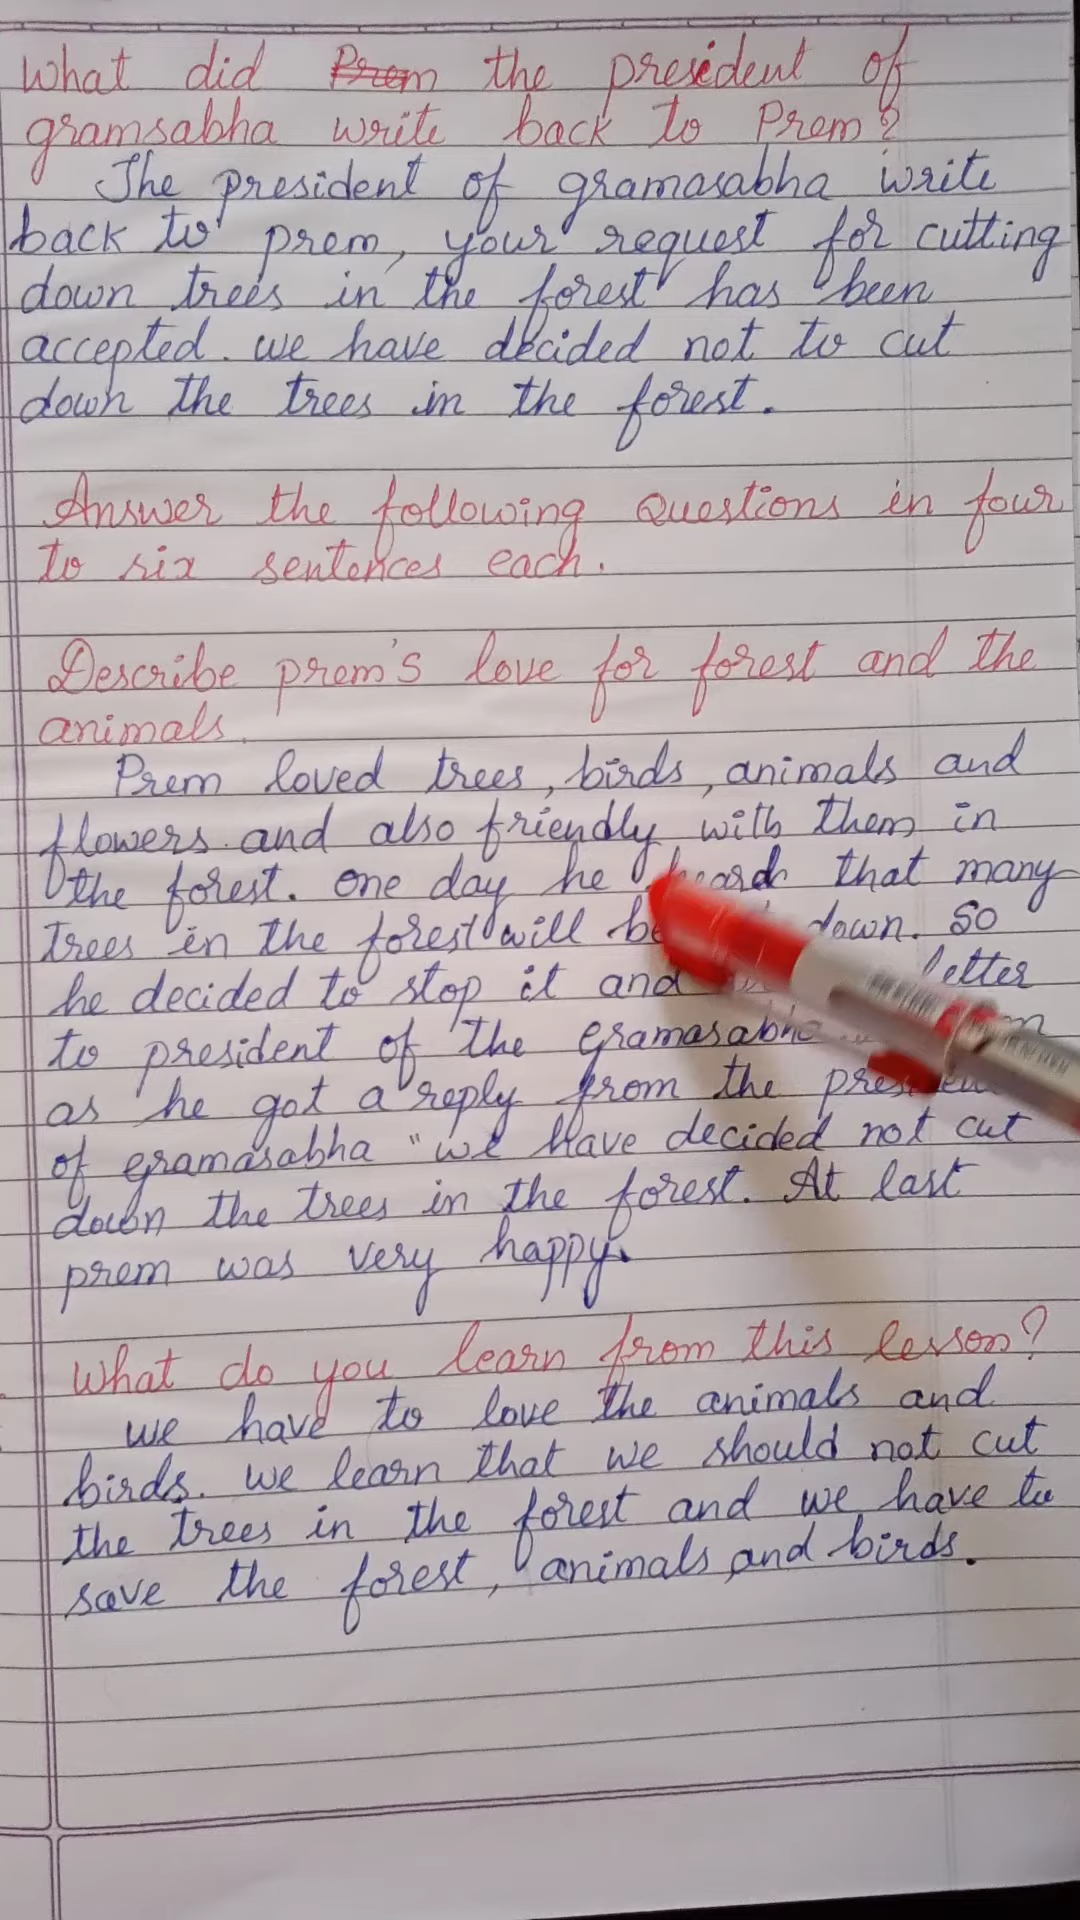 What did Prem the president of
gramsabha write back to Prem?
The president of gramasabha write
back to prem, your request for cutting
down trees in the forest has been
accepted. we have decided not to cut
down the trees in the forest.
Answer the following Questions in four
to six sentences each.
Describe prem's love for forest and the
animals.
Prem loved trees, birds, animals and
flowers. and also friendly with them in
the forest. one day he heard that many
trees in the forest will be down. so
he decided to stop it and letter
to president of the gramasabha
as he got a reply from the president
of gramasabha "we have decided not cut
down the trees in the forest. At last
prem was very happy.
What do you learn from this lesson?
we have to love the animals and
birds. we learn that we should not cut
the trees in the forest and we have to
save the forest, animals and birds.